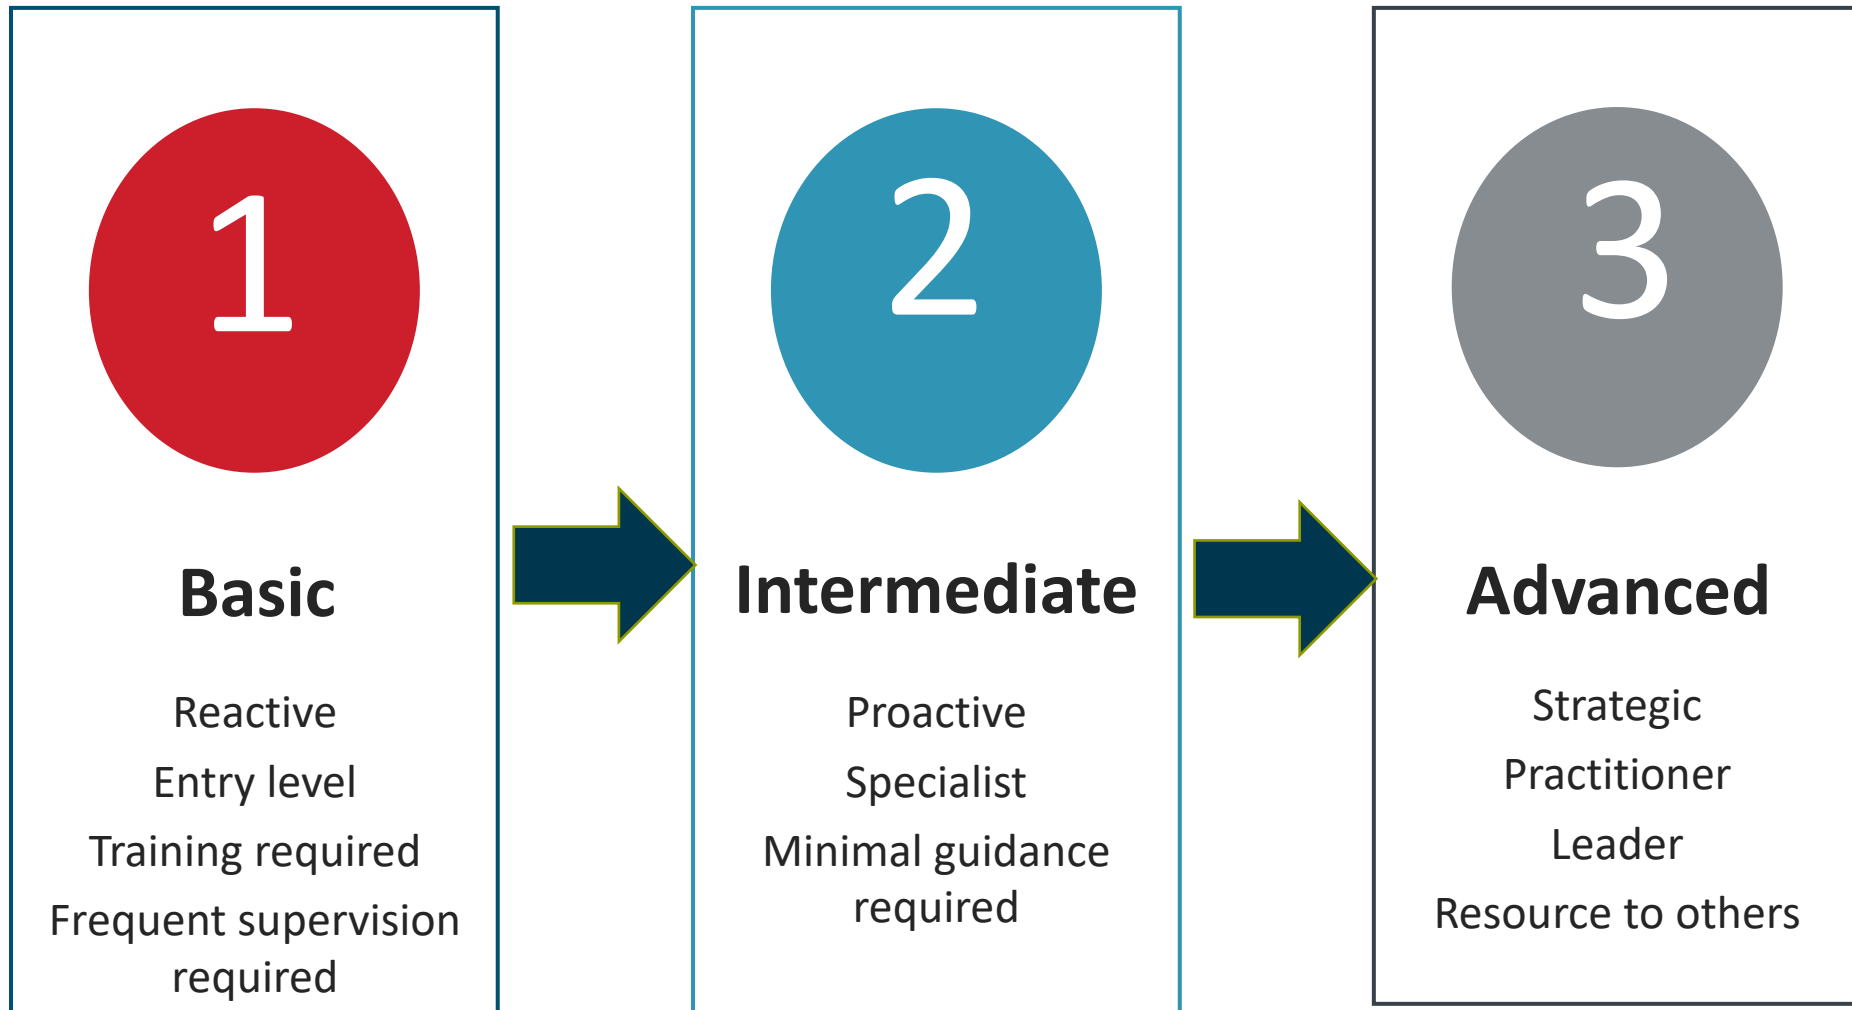 1
Basic
Reactive
Entry level
Training required
Frequent supervision
required
2
Intermediate
Proactive
Specialist
Minimal guidance
required
3
Advanced
Strategic
Practitioner
Leader
Resource to others